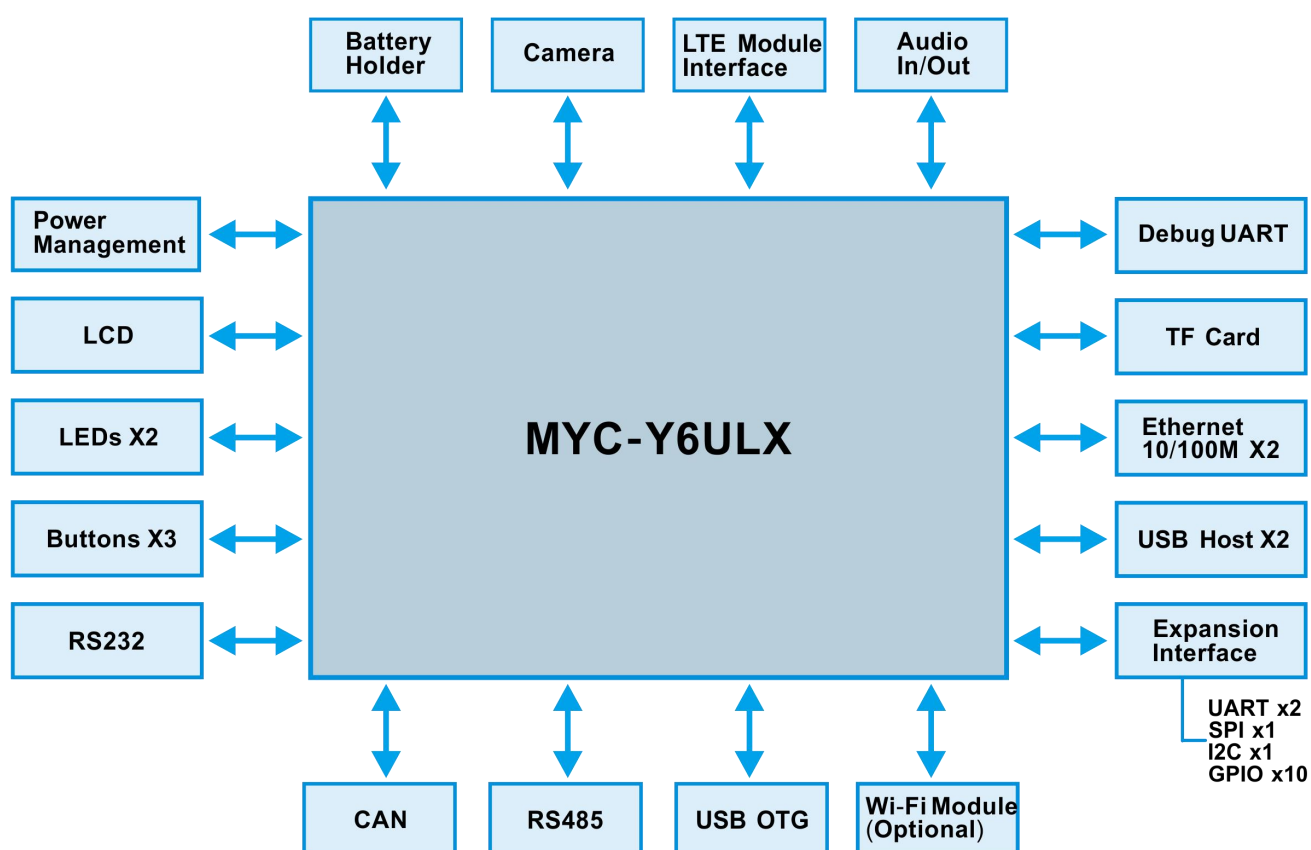 Battery
Holder
Camera
LTE Module
Interface
Audio
In/Out
Power
Management
Debug UART
LCD
TF Card
LEDs X2
MYC-Y6ULX
Ethernet
10/100M X2
Buttons X3
USB Host X2
RS232
Expansion
Interface
UART x2
SPI x1
I2C x1
GPIO x10
CAN
RS485
USB OTG
Wi-Fi Module
(Optional)